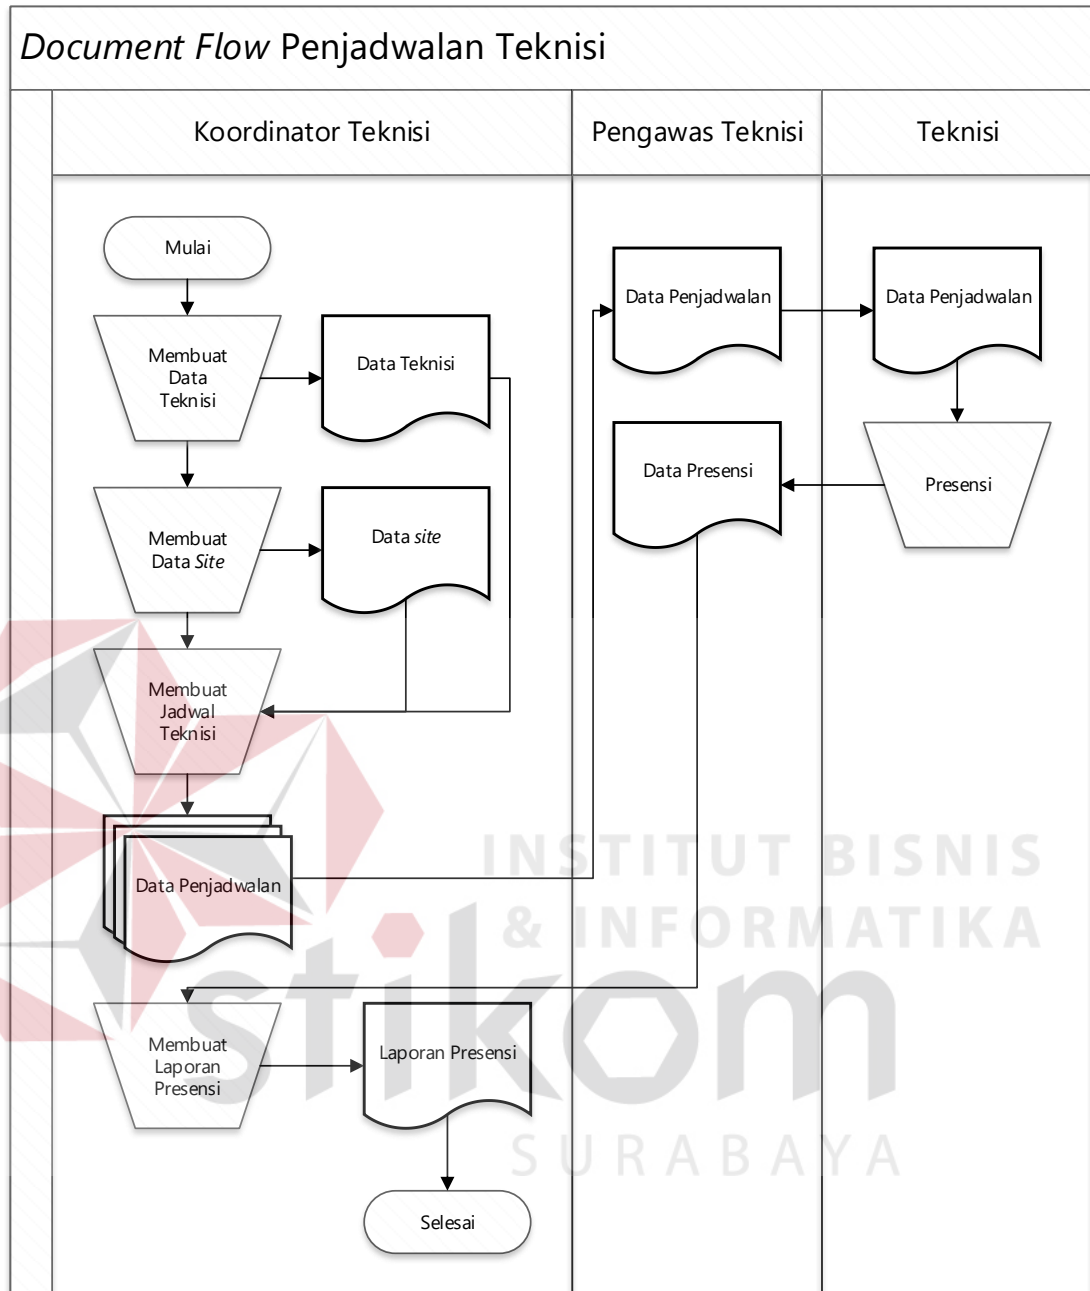 Document Flow Penjadwalan Teknisi
Koordinator Teknisi
Pengawas Teknisi
Teknisi
Mulai
Membuat
Data
Teknisi
Data Teknisi
Membuat
Data Site
Data site
Membuat
Jadwal
Teknisi
Data Penjadwalan
Data Penjadwalan
Data Penjadwalan
Presensi
Data Presensi
Membuat
Laporan
Presensi
Laporan Presensi
Selesai
INSTITUT BISNIS
& INFORMATIKA
stikom
SURABAYA